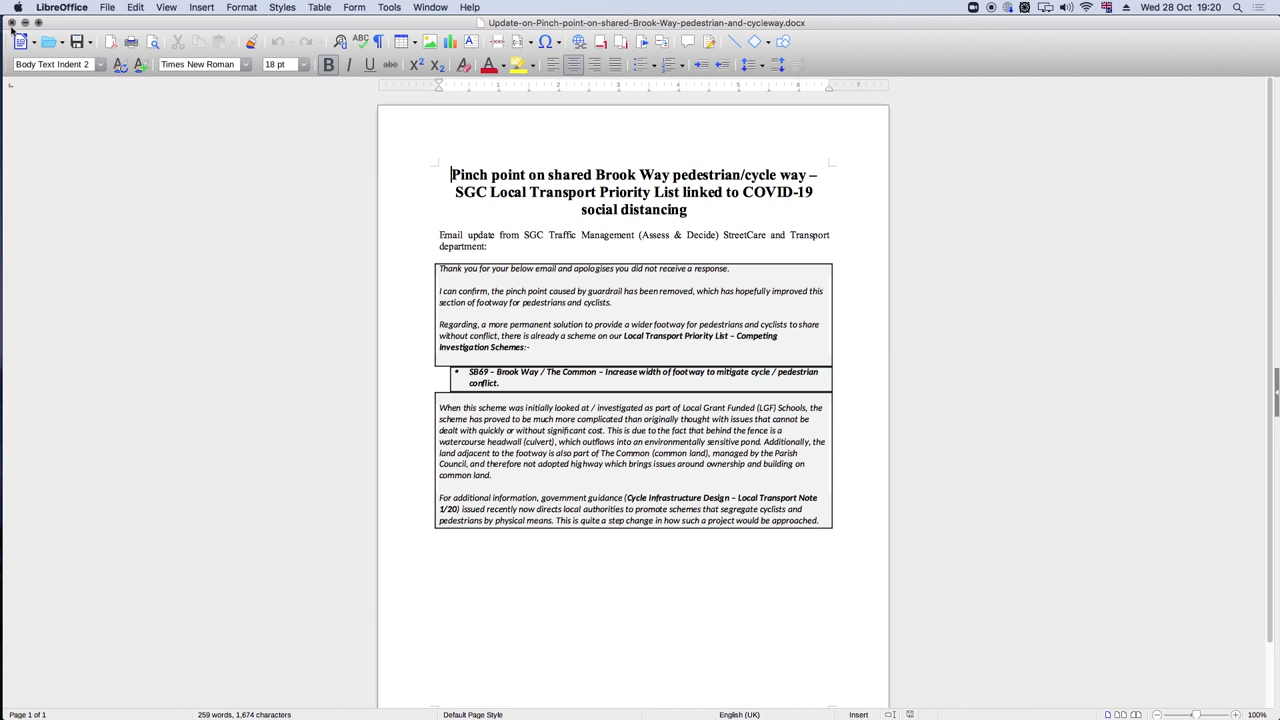 LibreOffice File Edit View Insert Format Styles Table Form Tools Window Help Wed 28 Oct 19:20
Update-on-Pinch-point-on-shared-Brook-Way-pedestrian-and-cycleway.docx
Body Text Indent 2 Times New Roman 18 pt
1 2 3 4 5 6 7
Pinch point on shared Brook Way pedestrian/cycle way –
SGC Local Transport Priority List linked to COVID-19
social distancing
Email update from SGC Traffic Management (Assess & Decide) StreetCare and Transport
department:
Thank you for your below email and apologises you did not receive a response.
I can confirm, the pinch point caused by guardrail has been removed, which has hopefully improved this
section of footway for pedestrians and cyclists.
Regarding, a more permanent solution to provide a wider footway for pedestrians and cyclists to share
without conflict, there is already a scheme on our Local Transport Priority List – Competing
Investigation Schemes:-
• SB69 – Brook Way / The Common – Increase width of footway to mitigate cycle / pedestrian
conflict.
When this scheme was initially looked at / investigated as part of Local Grant Funded (LGF) Schools, the
scheme has proved to be much more complicated than originally thought with issues that cannot be
dealt with quickly or without significant cost. This is due to the fact that behind the fence is a
watercourse headwall (culvert), which outflows into an environmentally sensitive pond. Additionally, the
land adjacent to the footway is also part of The Common (common land), managed by the Parish
Council, and therefore not adopted highway which brings issues around ownership and building on
common land.
For additional information, government guidance (Cycle Infrastructure Design – Local Transport Note
1/20) issued recently now directs local authorities to promote schemes that segregate cyclists and
pedestrians by physical means. This is quite a step change in how such a project would be approached.
Page 1 of 1 259 words, 1,674 characters Default Page Style English (UK) Insert 100%